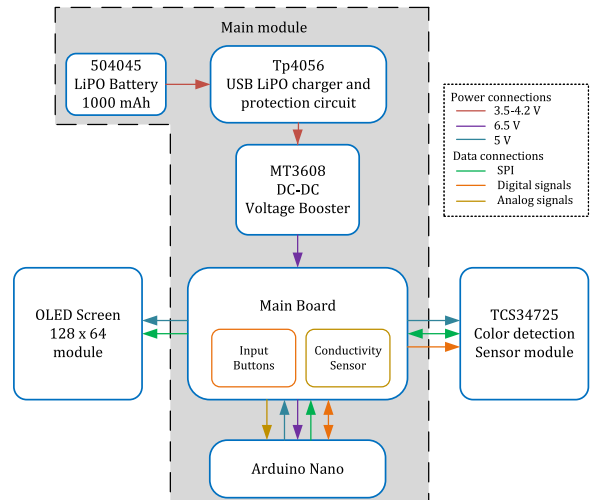 Main module
504045
LiPO Battery
1000 mAh
Tp4056
USB LiPO charger and
protection circuit
Power connections
3.5-4.2 V
6.5 V
5 V
Data connections
SPI
Digital signals
Analog signals
MT3608
DC-DC
Voltage Booster
OLED Screen
128 x 64
module
Main Board
Input
Buttons
Conductivity
Sensor
TCS34725
Color detection
Sensor module
Arduino Nano